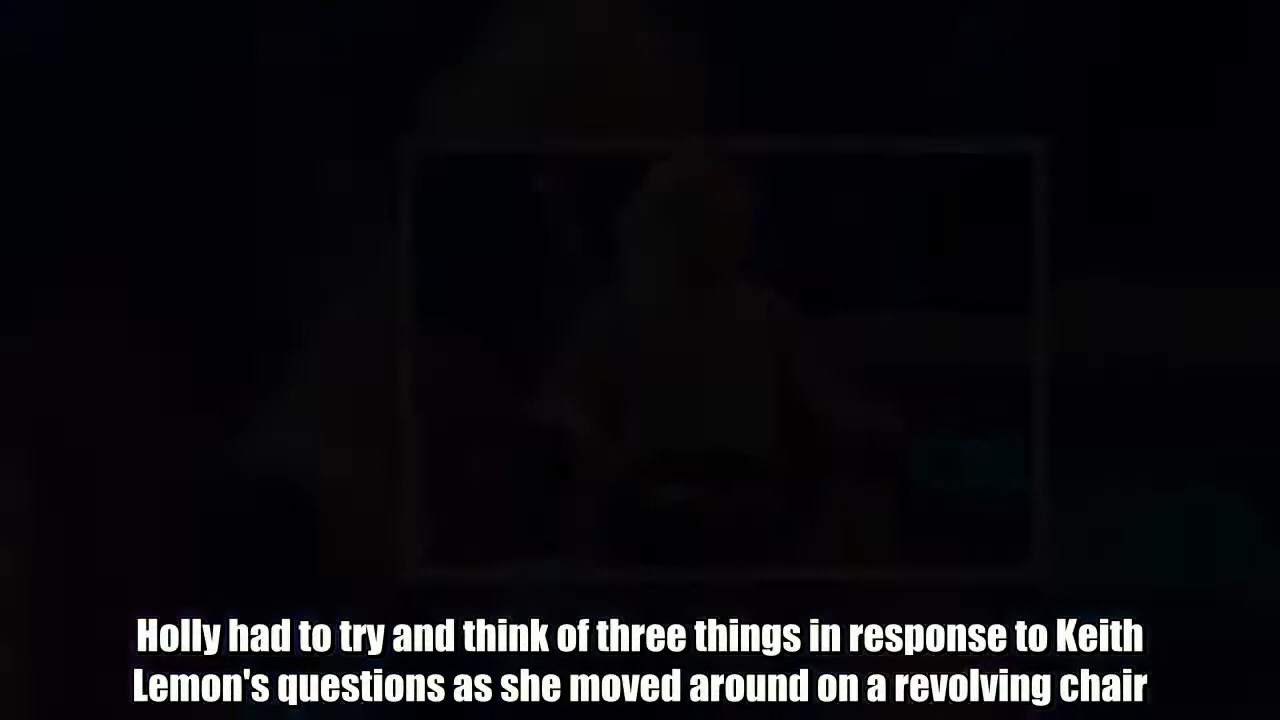 Holly had to try and think of three things in response to Keith
Lemon's questions as she moved around on a revolving chair